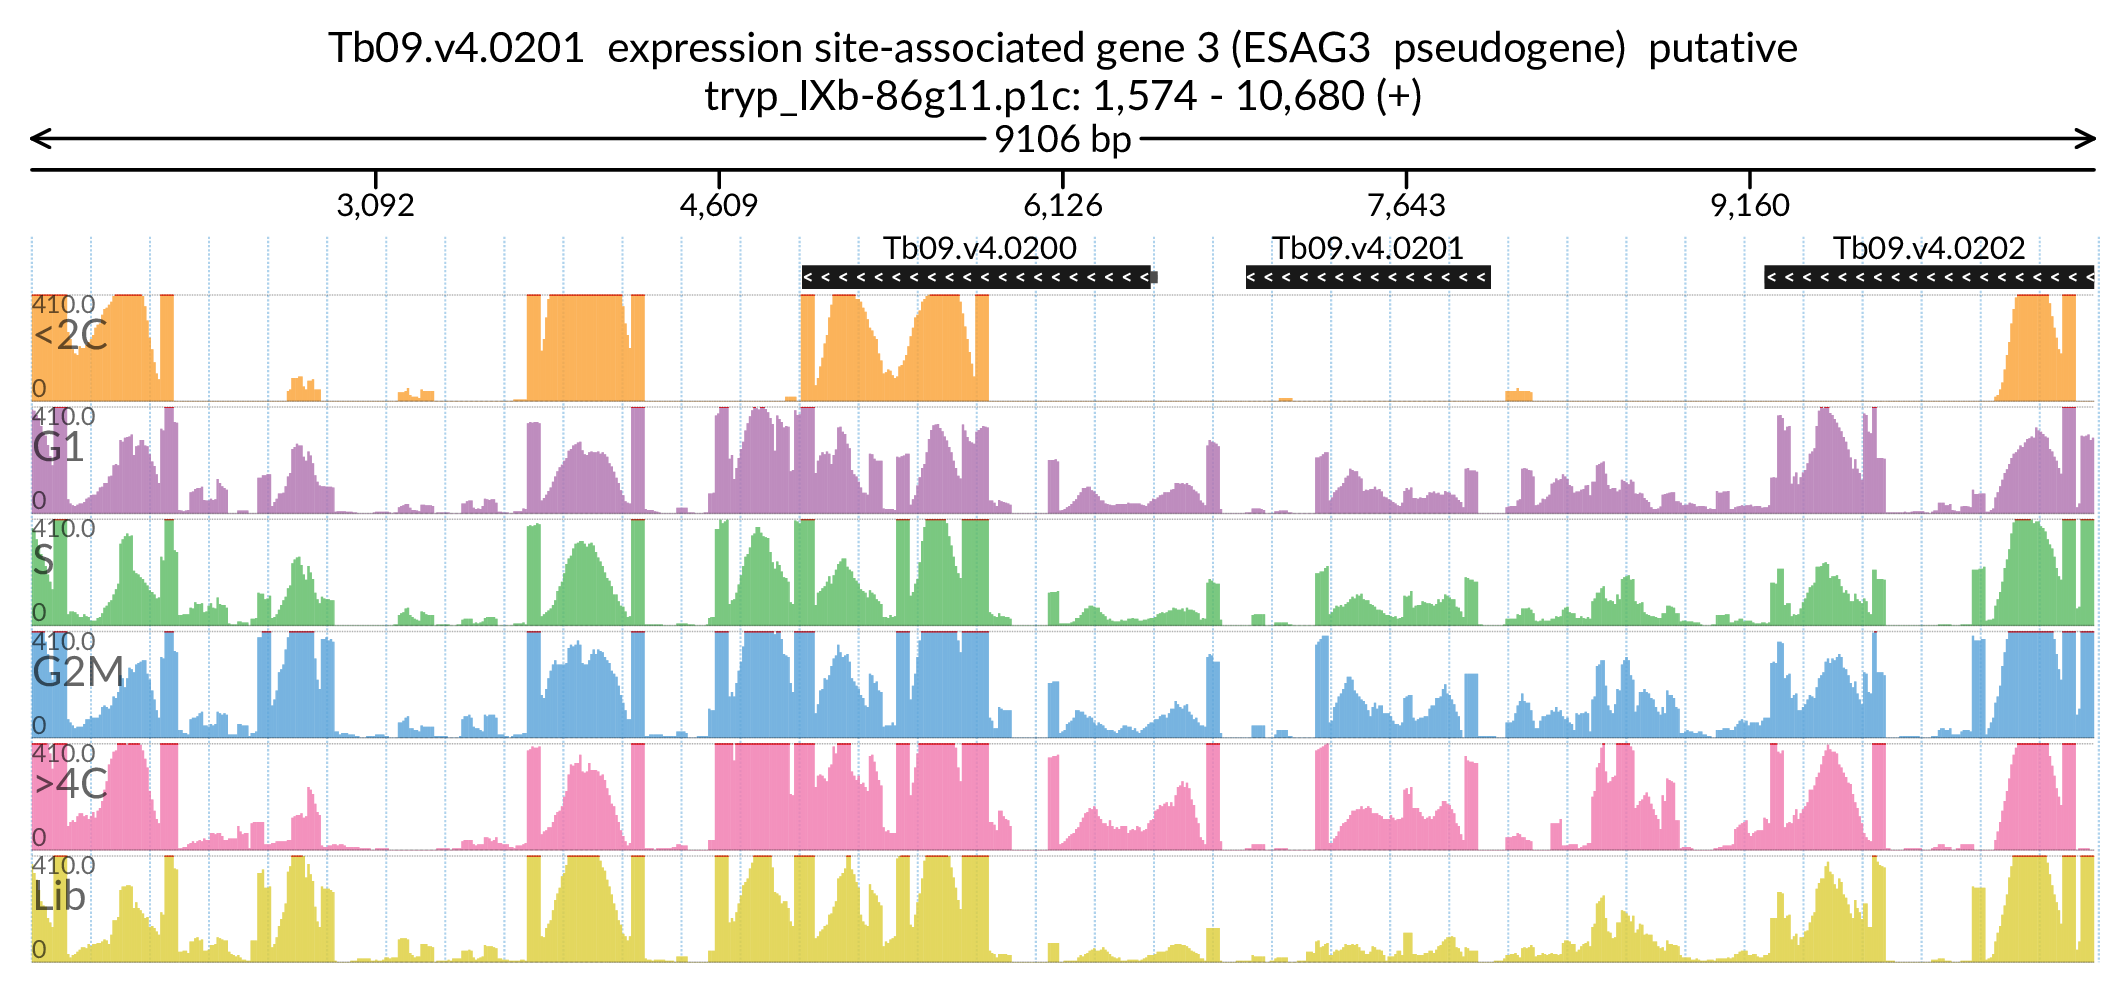 Tb09.v4.0201 expression site-associated gene 3 (ESAG3 pseudogene) putative
tryp_IXb-86g11.p1c: 1,574 - 10,680 (+)
9106 bp
3,092 4,609 6,126 7,643 9,160
Tb09.v4.0200 Tb09.v4.0201 Tb09.v4.0202
410.0
<2C
0
410.0
G1
0
410.0
S
0
410.0
G2M
0
410.0
>4C
0
410.0
Lib
0